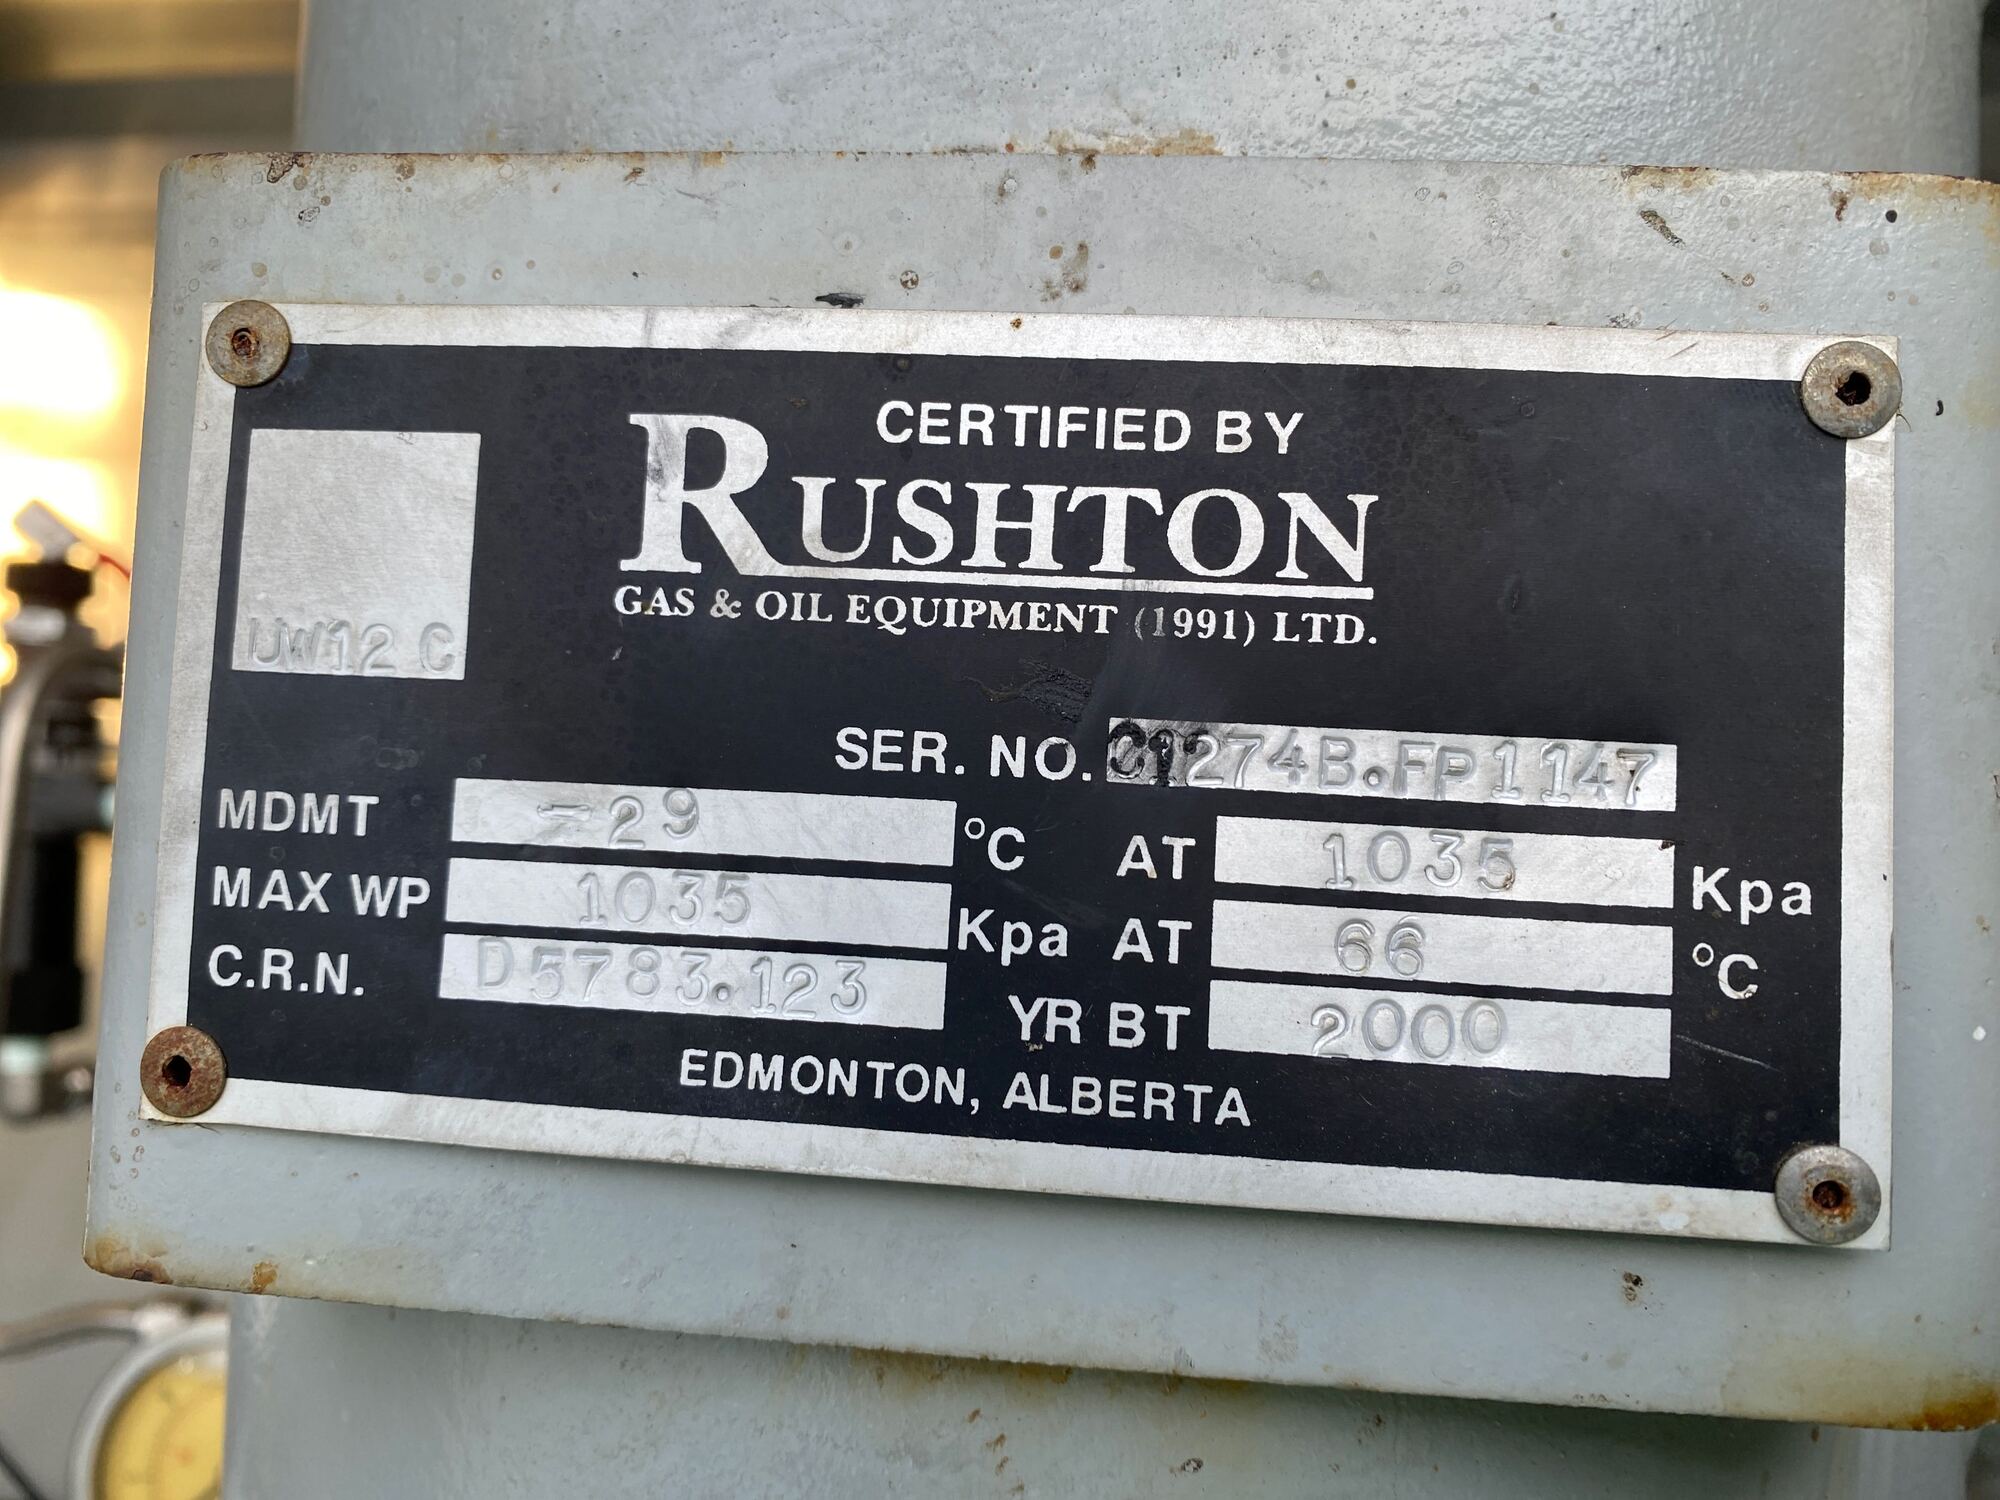 CERTIFIED BY
RUSHTON
GAS & OIL EQUIPMENT (1991) LTD.
UW12 C
SER. NO. C1274B.FP1147
MDMT -29 °C AT 1035 Kpa
MAX WP 1035 Kpa AT 66 °C
C.R.N. D5783.123 YR BT 2000
EDMONTON, ALBERTA